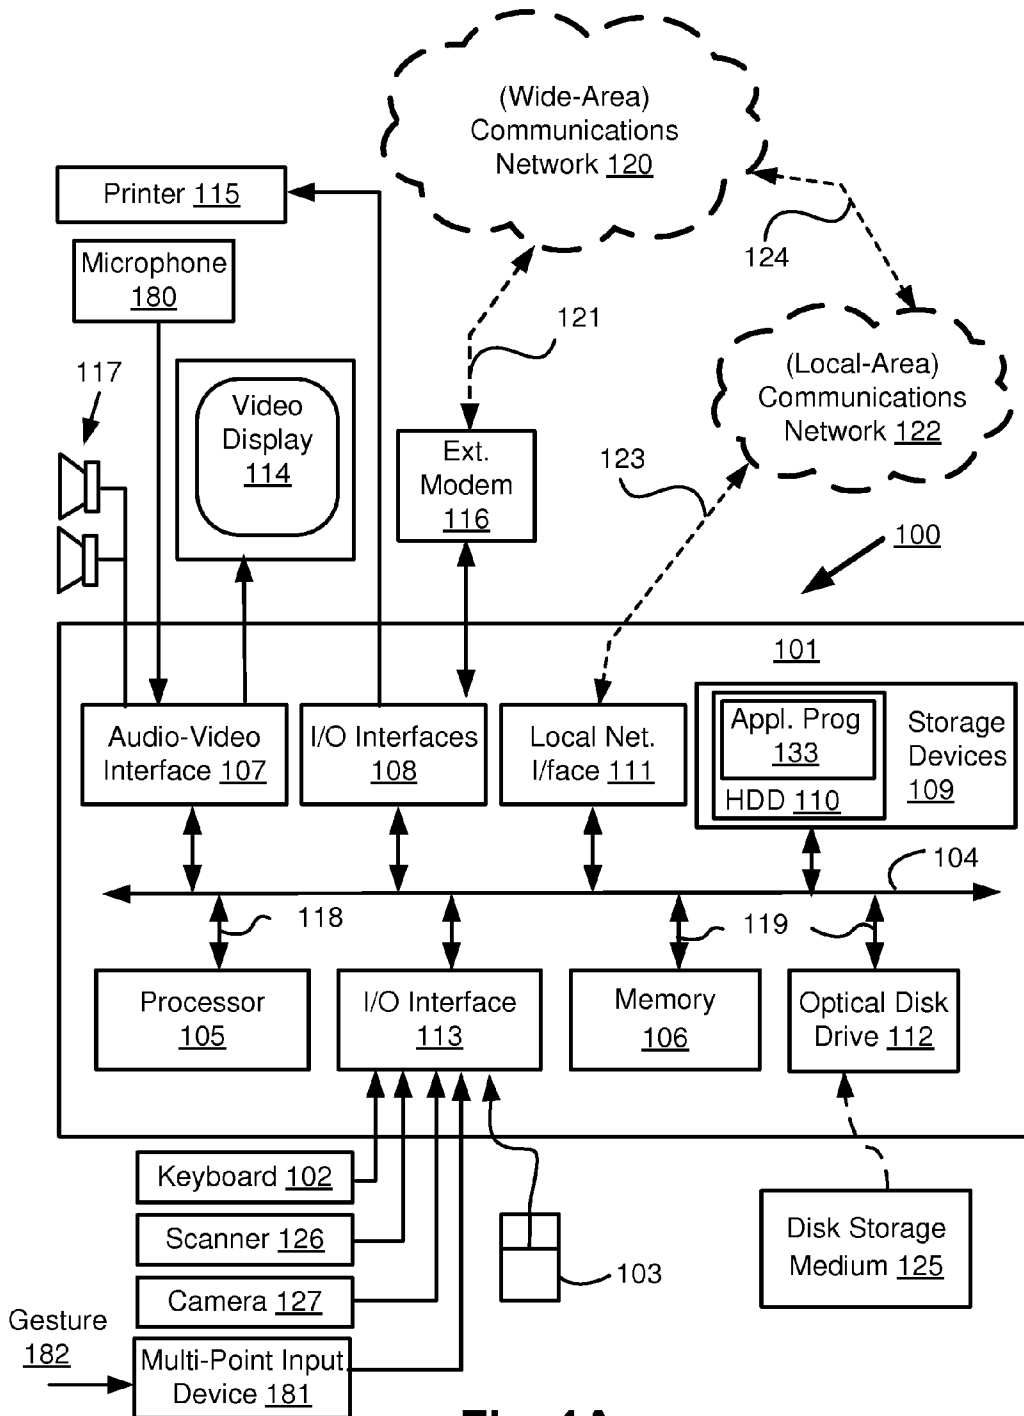 (Wide-Area)
Communications
Network 120
Printer 115
Microphone
180
124
121
117
Video
Display
114
(Local-Area)
Communications
Network 122
Ext.
Modem
116
123
100
101
Audio-Video
Interface 107
I/O Interfaces
108
Local Net.
I/face 111
Appl. Prog
133
HDD 110
Storage
Devices
109
104
118
119
Processor
105
I/O Interface
113
Memory
106
Optical Disk
Drive 112
Keyboard 102
Scanner 126
Camera 127
103
Disk Storage
Medium 125
Gesture
182
Multi-Point Input
Device 181
Fig. 1A